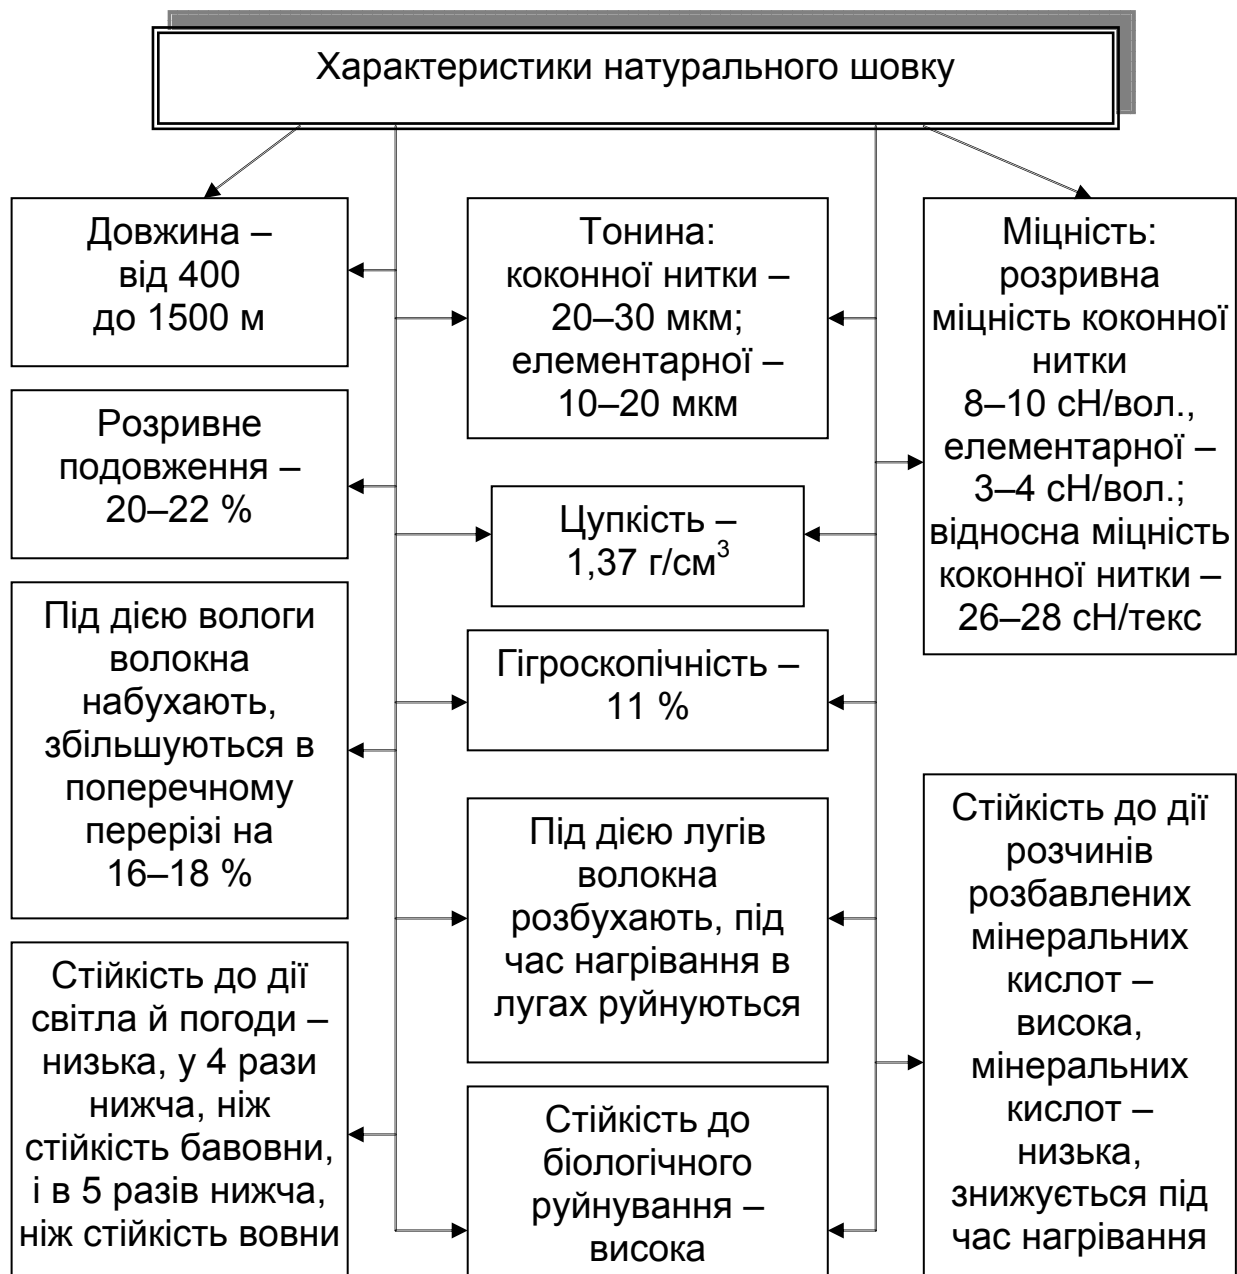 Характеристики натурального шовку
Довжина –
від 400
до 1500 м
Розривне
подовження –
20–22 %
Під дією вологи
волокна
набухають,
збільшуються в
поперечному
перерізі на
16–18 %
Стійкість до дії
світла й погоди –
низька, у 4 рази
нижча, ніж
стійкість бавовни,
і в 5 разів нижча,
ніж стійкість вовни
Тонина:
коконної нитки –
20–30 мкм;
елементарної –
10–20 мкм
Цупкість –
1,37 г/см³
Гігроскопічність –
11 %
Під дією лугів
волокна
розбухають, під
час нагрівання в
лугах руйнуються
Стійкість до
біологічного
руйнування –
висока
Міцність:
розривна
міцність коконної
нитки
8–10 сН/вол.,
елементарної –
3–4 сН/вол.;
відносна міцність
коконної нитки –
26–28 сН/текс
Стійкість до дії
розчинів
розбавлених
мінеральних
кислот –
висока,
мінеральних
кислот –
низька,
знижується під
час нагрівання